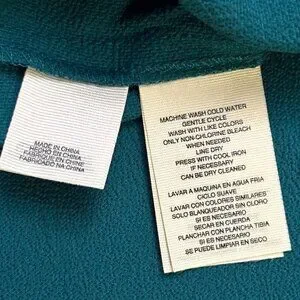 MADE IN CHINA
HECHO EN CHINA
FABRIQUE EN CHINE
FABRICADO NA CHINA
MACHINE WASH COLD WATER
GENTLE CYCLE
WASH WITH LIKE COLORS
ONLY NON-CHLORINE BLEACH
WHEN NEEDED
LINE DRY
PRESS WITH COOL IRON
IF NEEDED
CAN BE DRY CLEANED
LAVAR A MAQUINA EN AGUA FRIA
CICLO SUAVE
LAVAR CON COLORES SIMILARES
SOLO BLANQUEADOR SIN CLORO
SI ES NECESARIO
SECAR EN CORDEL
PLANCHAR CON PLANCHA TIBIA
SI ES NECESARIO
SE PUEDE LIMPIAR EN SECO